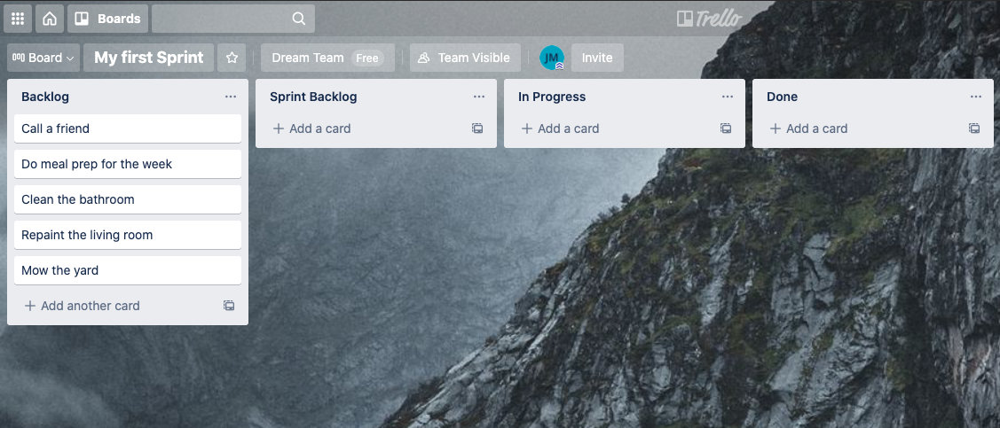 Boards
Trello
Board
My first Sprint
Dream Team Free
Team Visible
JM
Invite
Backlog
Call a friend
Do meal prep for the week
Clean the bathroom
Repaint the living room
Mow the yard
Add another card
Sprint Backlog
Add a card
In Progress
Add a card
Done
Add a card